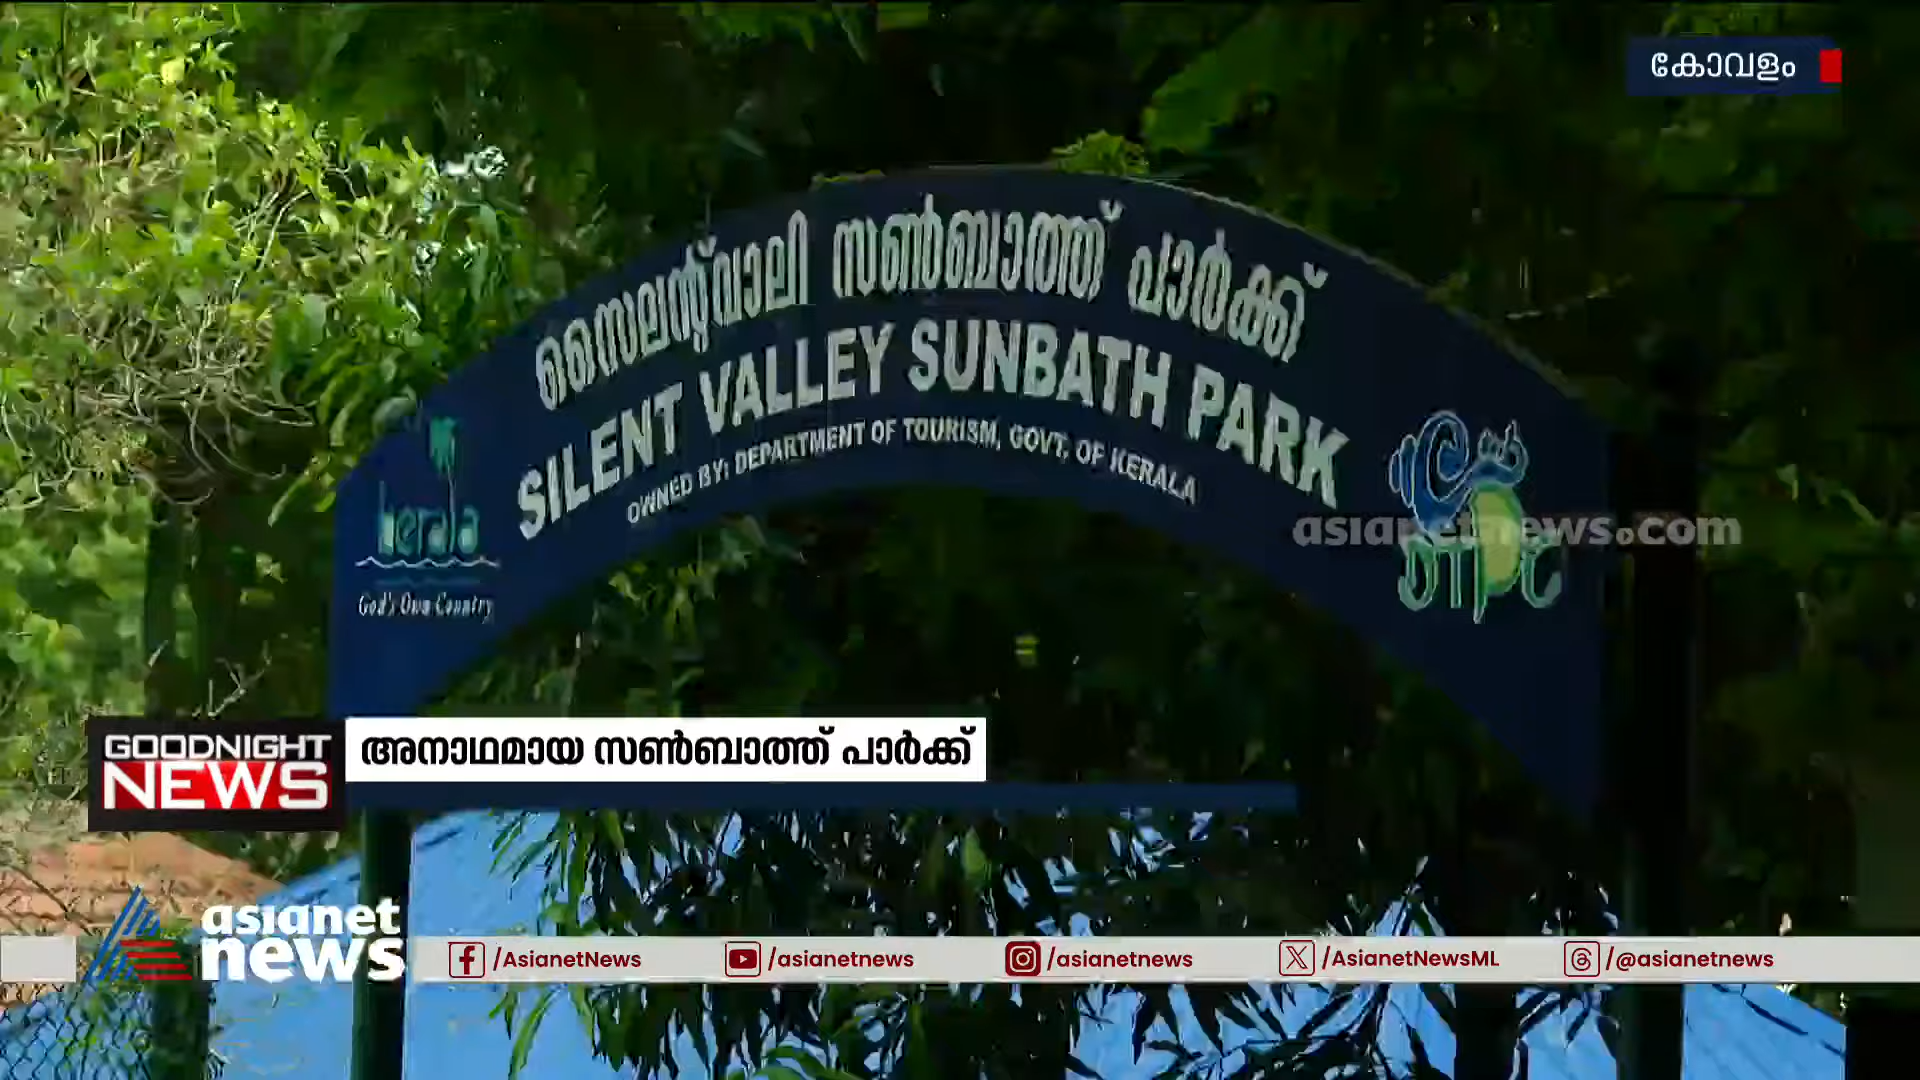 കോവളം
സൈലന്റ്‌വാലി സൺബാത്ത് പാർക്ക്
SILENT VALLEY SUNBATH PARK
OWNED BY: DEPARTMENT OF TOURISM, GOVT. OF KERALA
kerala
God's Own Country
DTPC
asianetnews.com
GOODNIGHT
NEWS
അനാഥമായ സൺബാത്ത് പാർക്ക്
asianet
news
/AsianetNews
/asianetnews
/asianetnews
/AsianetNewsML
/@asianetnews